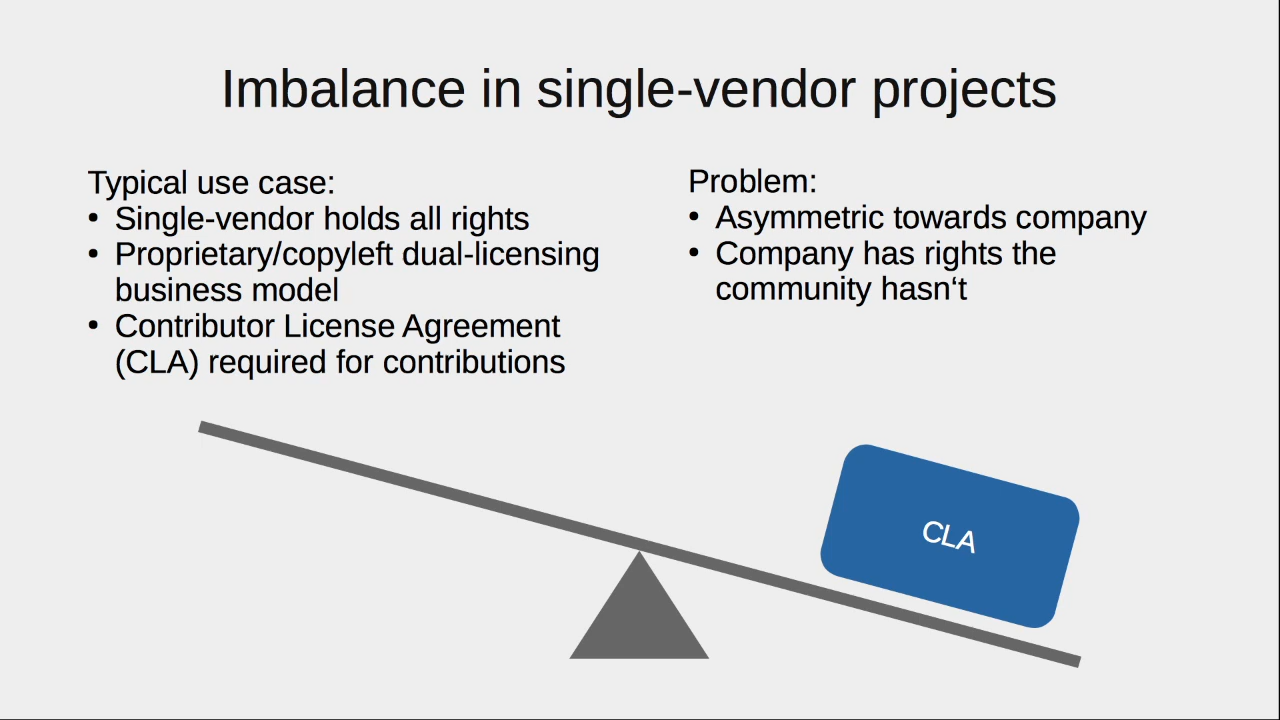 Imbalance in single-vendor projects
Typical use case:
• Single-vendor holds all rights
• Proprietary/copyleft dual-licensing
business model
• Contributor License Agreement
(CLA) required for contributions
Problem:
• Asymmetric towards company
• Company has rights the
community hasn‘t
CLA